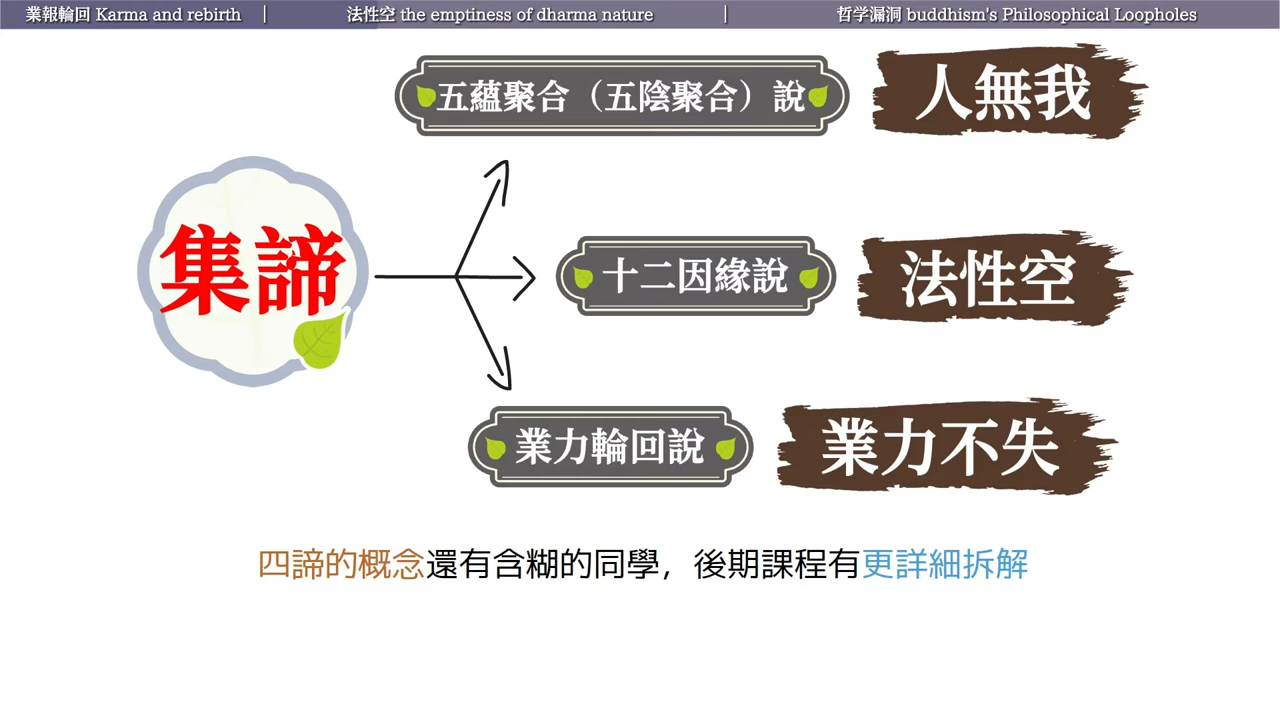 業報輪回 Karma and rebirth | 法性空 the emptiness of dharma nature | 哲学漏洞 buddhism's Philosophical Loopholes
五蘊聚合（五陰聚合）說 人無我
集諦
十二因緣說 法性空
業力輪回說 業力不失
四諦的概念還有含糊的同學，後期課程有更詳細拆解